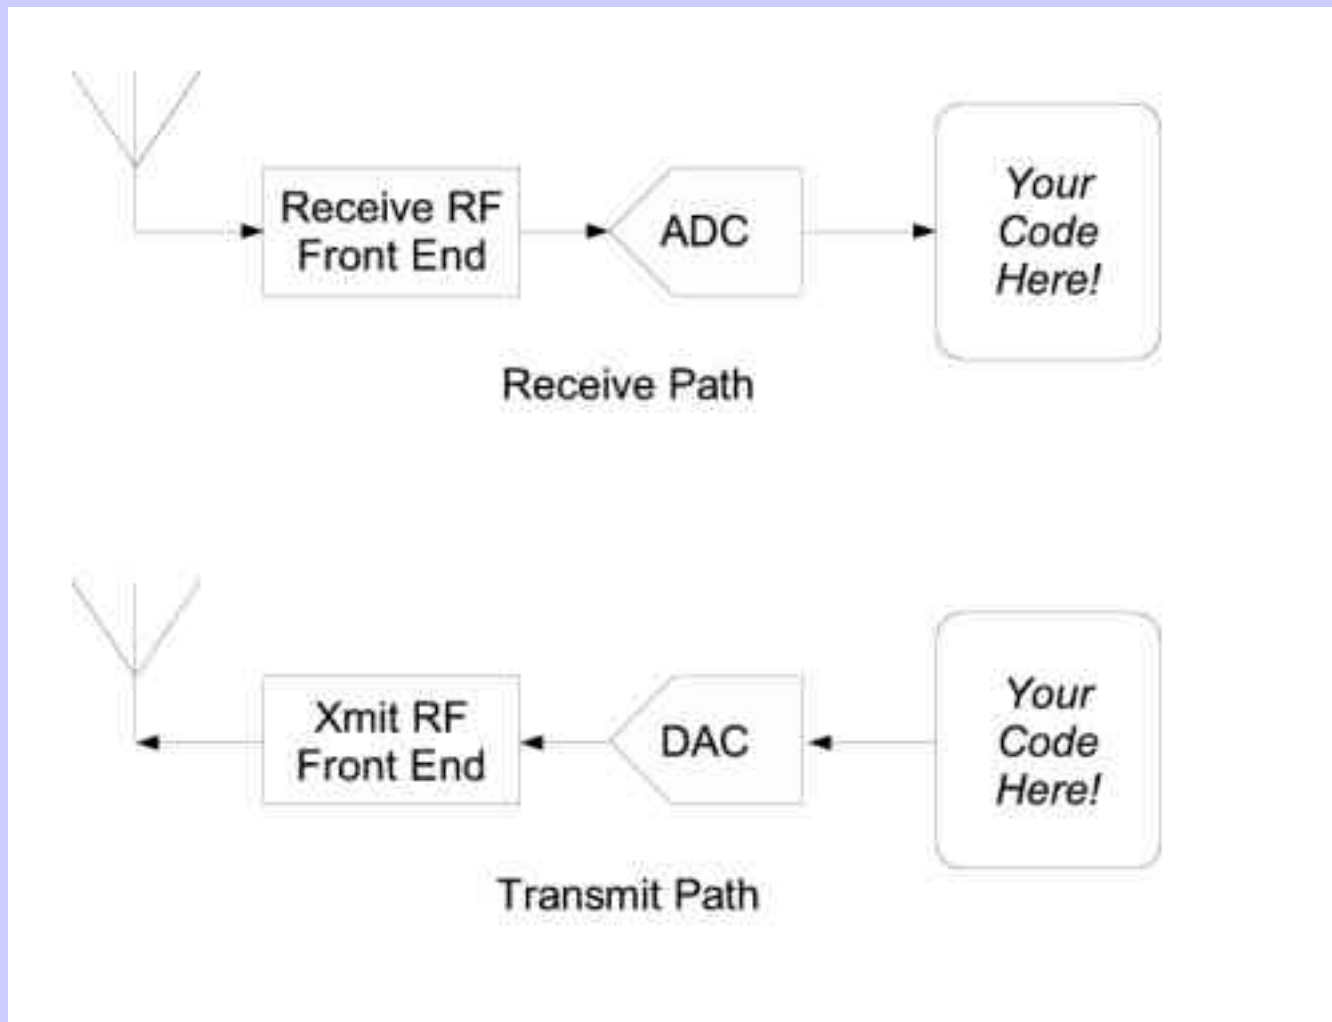 Receive RF
Front End
ADC
Your
Code
Here!
Receive Path
Xmit RF
Front End
DAC
Your
Code
Here!
Transmit Path